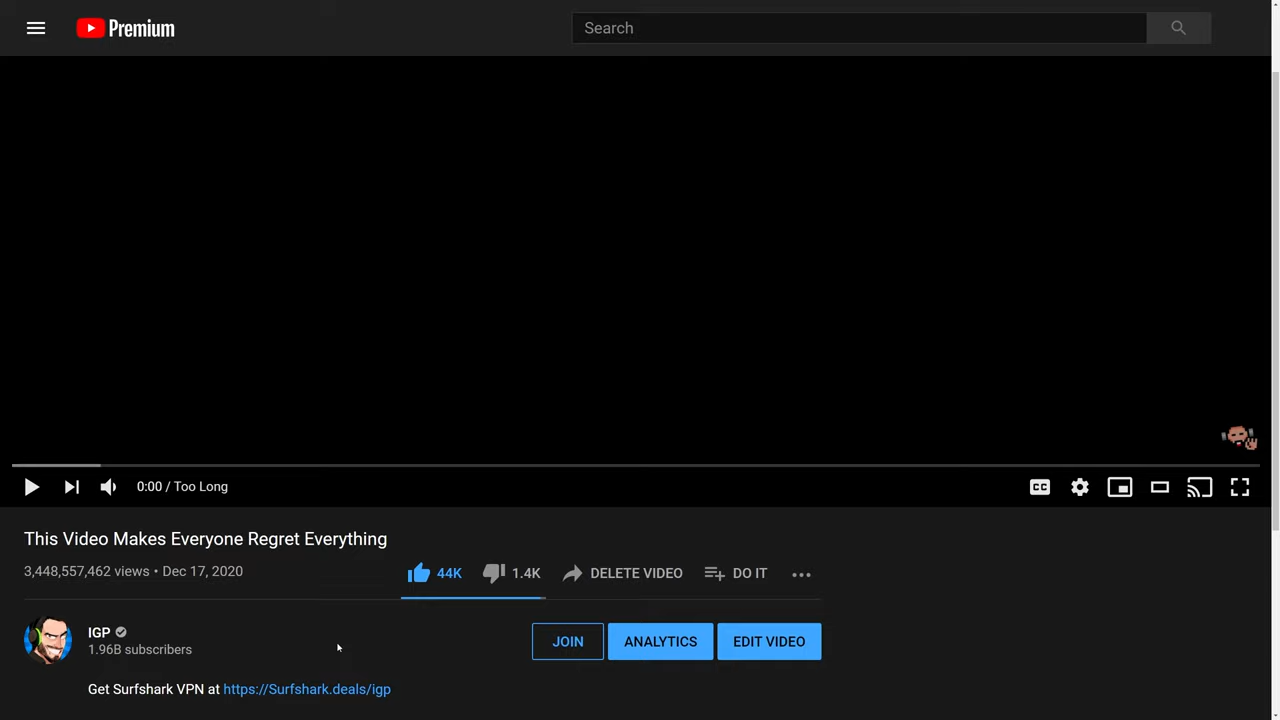 Premium
Search
CC
0:00 / Too Long
This Video Makes Everyone Regret Everything
3,448,557,462 views • Dec 17, 2020
44K
1.4K
DELETE VIDEO
DO IT
IGP
1.96B subscribers
JOIN
ANALYTICS
EDIT VIDEO
Get Surfshark VPN at https://Surfshark.deals/igp